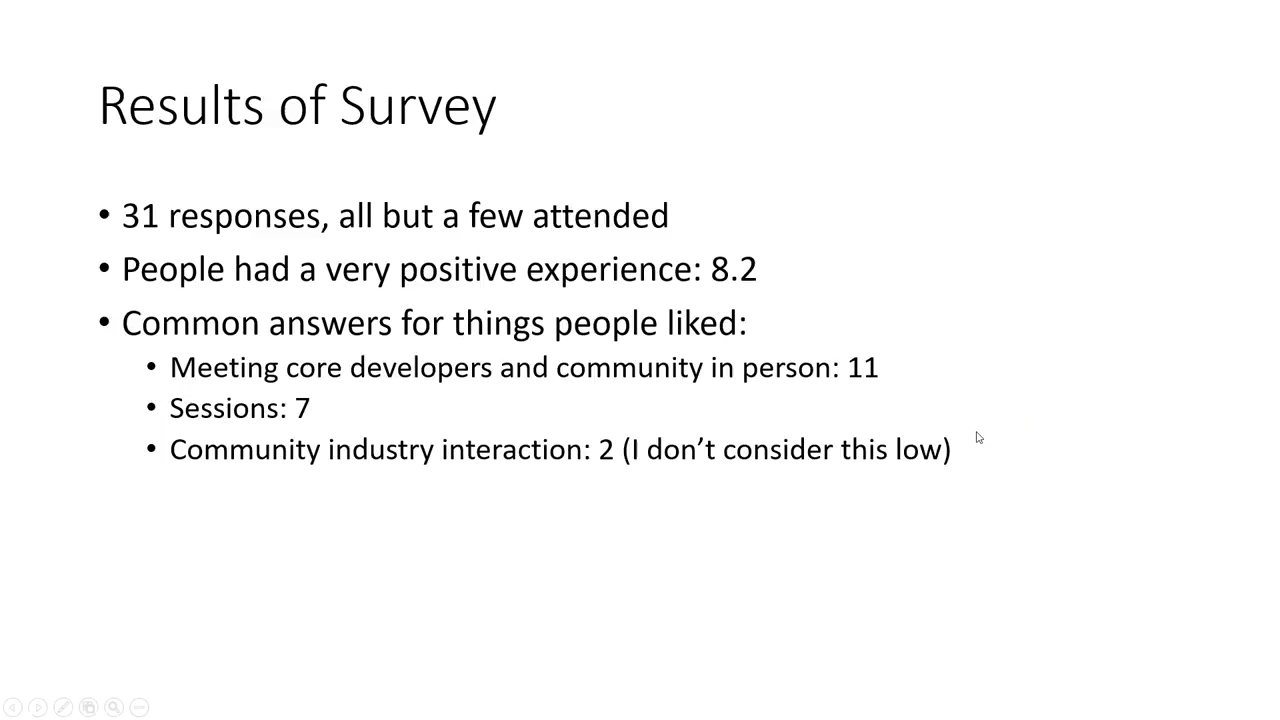 Results of Survey
• 31 responses, all but a few attended
• People had a very positive experience: 8.2
• Common answers for things people liked:
• Meeting core developers and community in person: 11
• Sessions: 7
• Community industry interaction: 2 (I don’t consider this low)